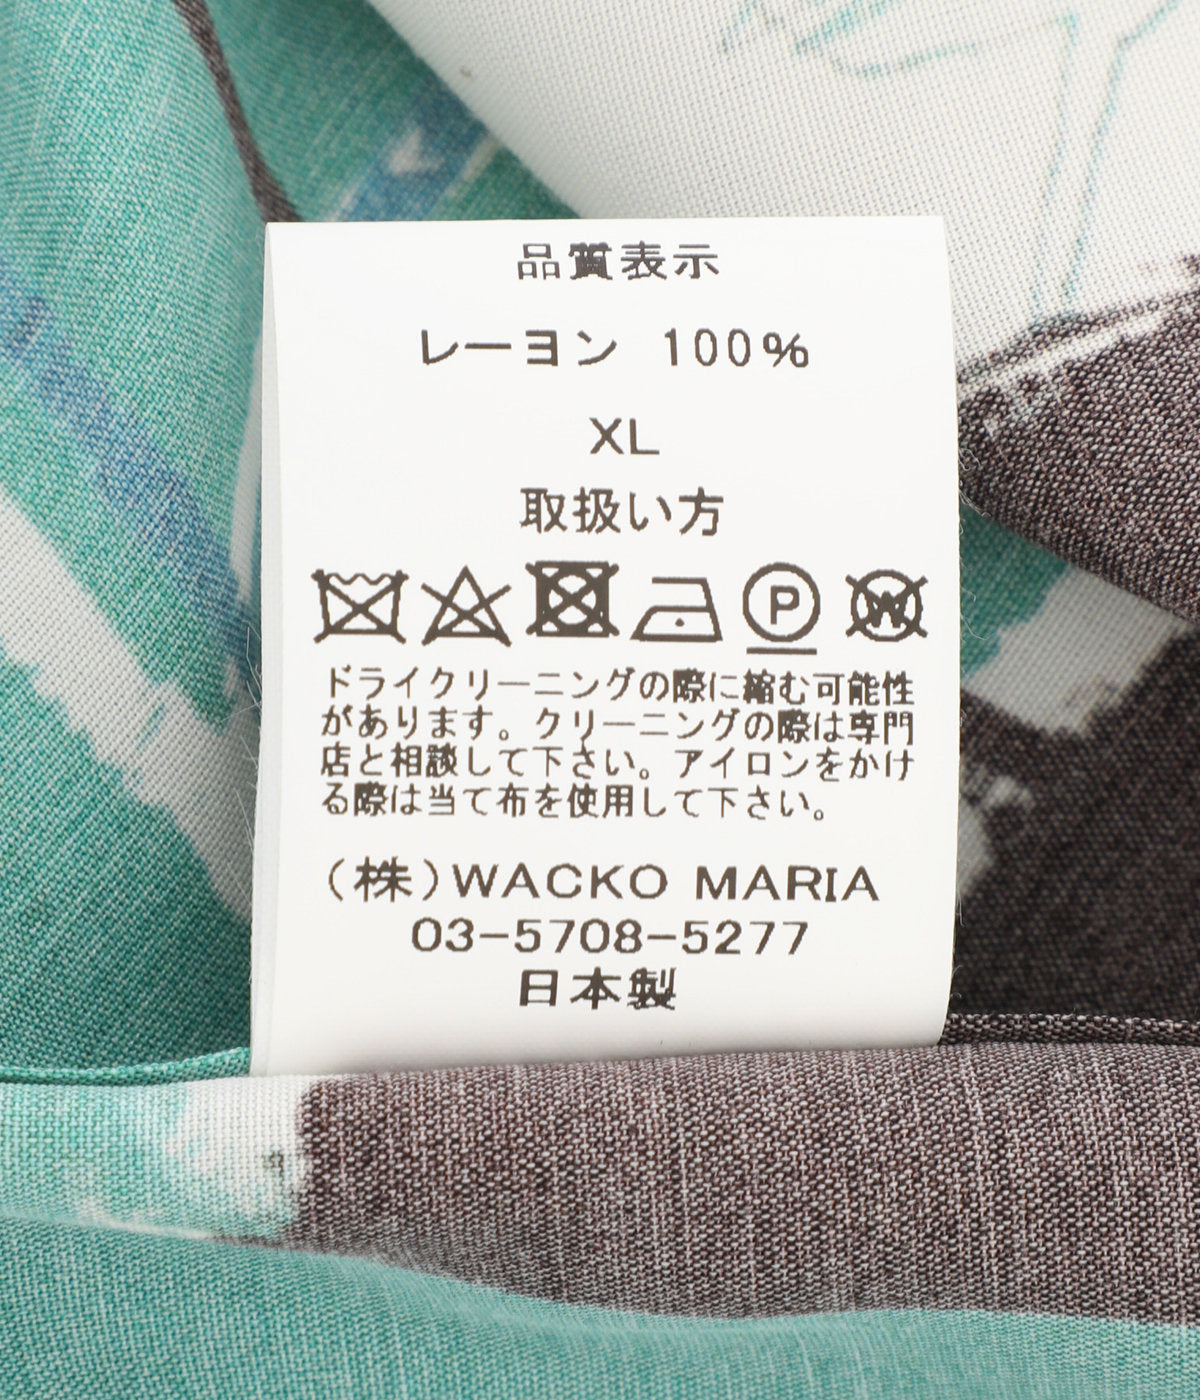 品質表示
レーヨン 100%
XL
取扱い方
P W
ドライクリーニングの際に縮む可能性
があります。クリーニングの際は専門
店と相談して下さい。アイロンをかけ
る際は当て布を使用して下さい。
(株)WACKO MARIA
03-5708-5277
日本製